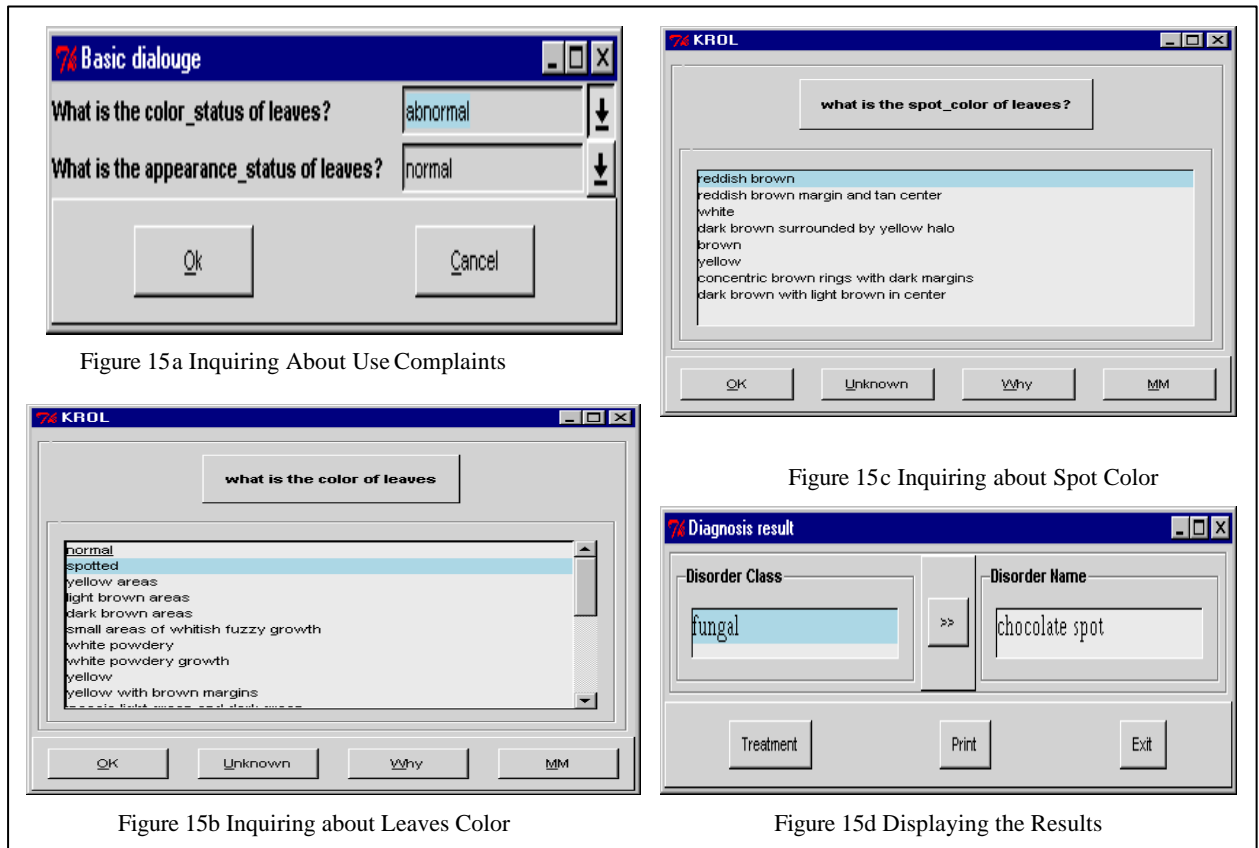 Basic dialouge
What is the color_status of leaves? abnormal
What is the appearance_status of leaves? normal
Ok Cancel
Figure 15a Inquiring About Use Complaints
KROL
what is the color of leaves
normal
spotted
yellow areas
light brown areas
dark brown areas
small areas of whitish fuzzy growth
white powdery
white powdery growth
yellow
yellow with brown margins
OK Unknown Why MM
Figure 15b Inquiring about Leaves Color
KROL
what is the spot_color of leaves?
reddish brown
reddish brown margin and tan center
white
dark brown surrounded by yellow halo
brown
yellow
concentric brown rings with dark margins
dark brown with light brown in center
OK Unknown Why MM
Figure 15c Inquiring about Spot Color
Diagnosis result
Disorder Class Disorder Name
fungal >> chocolate spot
Treatment Print Exit
Figure 15d Displaying the Results